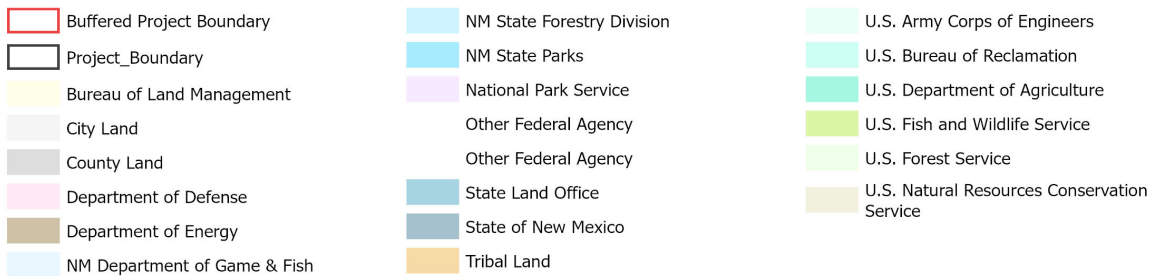 Buffered Project Boundary
Project_Boundary
Bureau of Land Management
City Land
County Land
Department of Defense
Department of Energy
NM Department of Game & Fish
NM State Forestry Division
NM State Parks
National Park Service
Other Federal Agency
Other Federal Agency
State Land Office
State of New Mexico
Tribal Land
U.S. Army Corps of Engineers
U.S. Bureau of Reclamation
U.S. Department of Agriculture
U.S. Fish and Wildlife Service
U.S. Forest Service
U.S. Natural Resources Conservation
Service